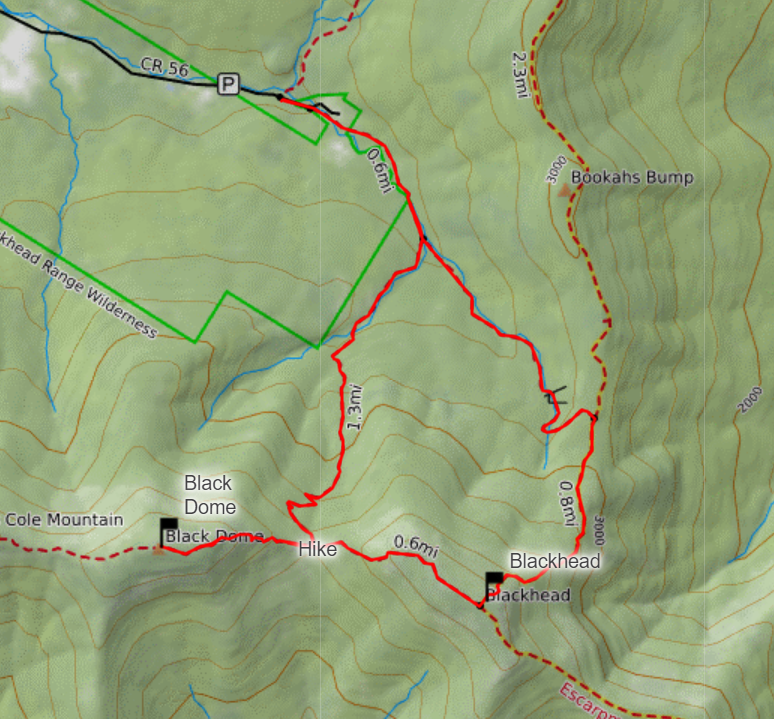 CR 56
P
2.3mi
0.6mi
3000
Bookahs Bump
khead Range Wilderness
1.3mi
2000
Black
Dome
Cole Mountain
Black Dome
Hike
0.6mi
0.8mi
3000
Blackhead
Blackhead
Escarpm